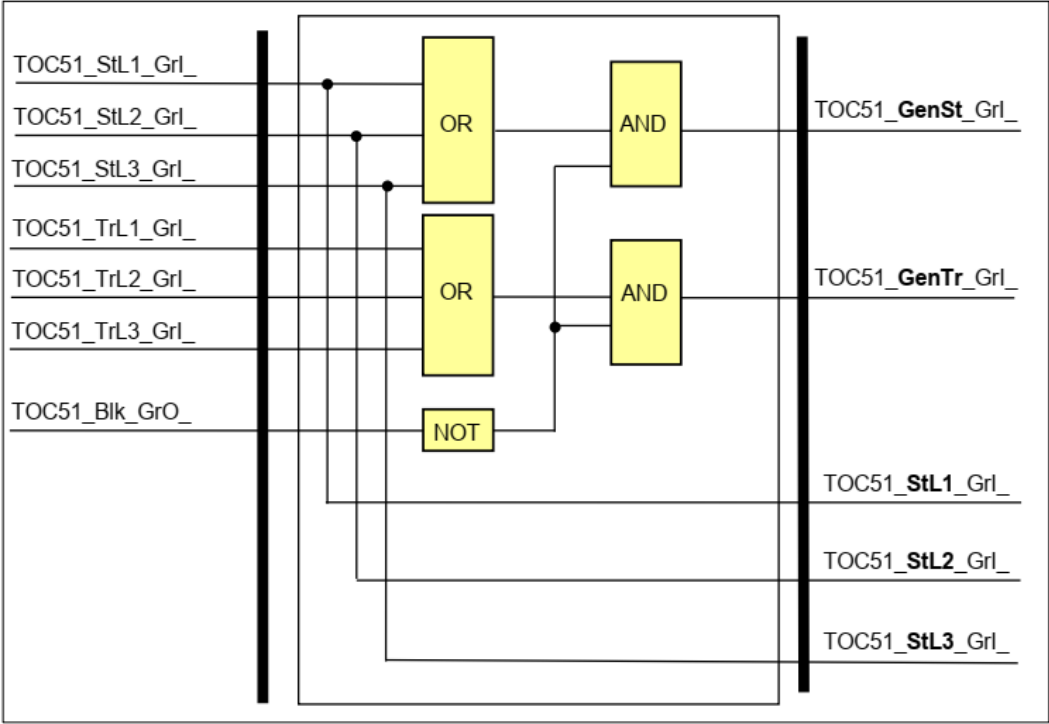 TOC51_StL1_GrI_
TOC51_StL2_GrI_
TOC51_StL3_GrI_
TOC51_TrL1_GrI_
TOC51_TrL2_GrI_
TOC51_TrL3_GrI_
TOC51_Blk_GrO_
OR
OR
NOT
AND
AND
TOC51_GenSt_GrI_
TOC51_GenTr_GrI_
TOC51_StL1_GrI_
TOC51_StL2_GrI_
TOC51_StL3_GrI_